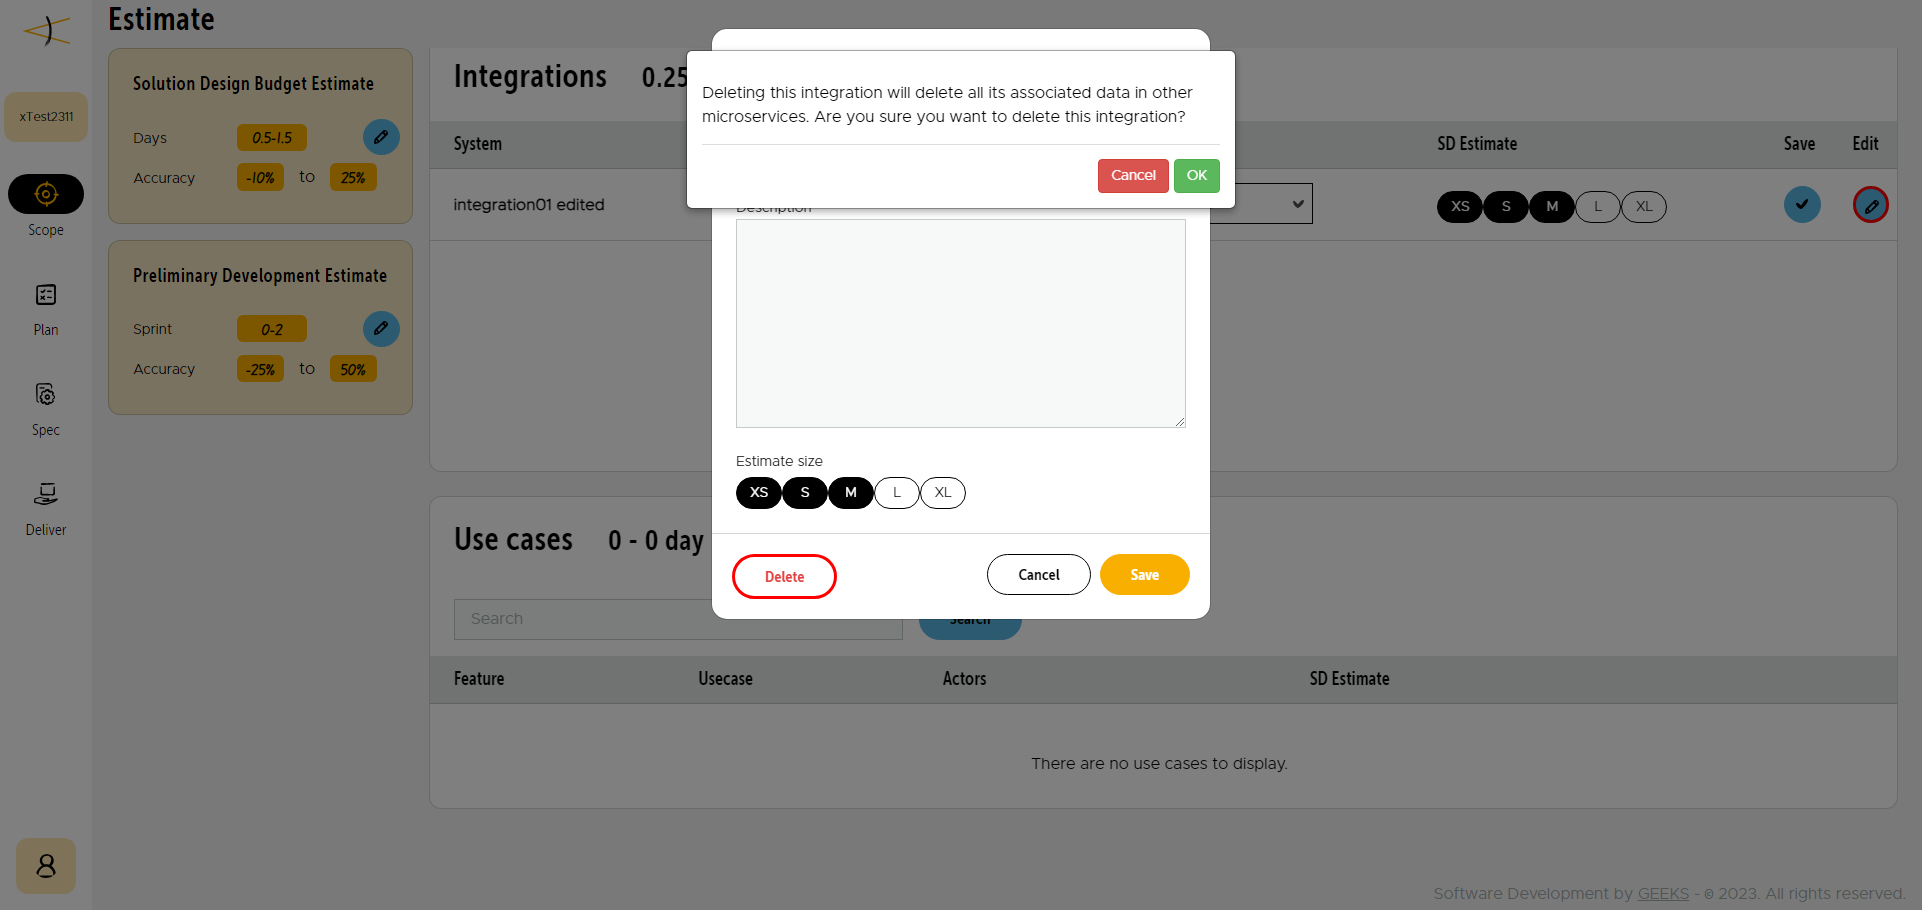 Estimate
xTest2311
Scope
Plan
Spec
Deliver
Solution Design Budget Estimate
Days 0.5-1.5
Accuracy -10% to 25%
Preliminary Development Estimate
Sprint 0-2
Accuracy -25% to 50%
Integrations 0.25
System SD Estimate Save Edit
integration01 edited XS S M L XL
Deleting this integration will delete all its associated data in other
microservices. Are you sure you want to delete this integration?
Cancel OK
Description
Estimate size
XS S M L XL
Delete Cancel Save
Use cases 0 - 0 day
Search Search
Feature Usecase Actors SD Estimate
There are no use cases to display.
Software Development by GEEKS - © 2023. All rights reserved.